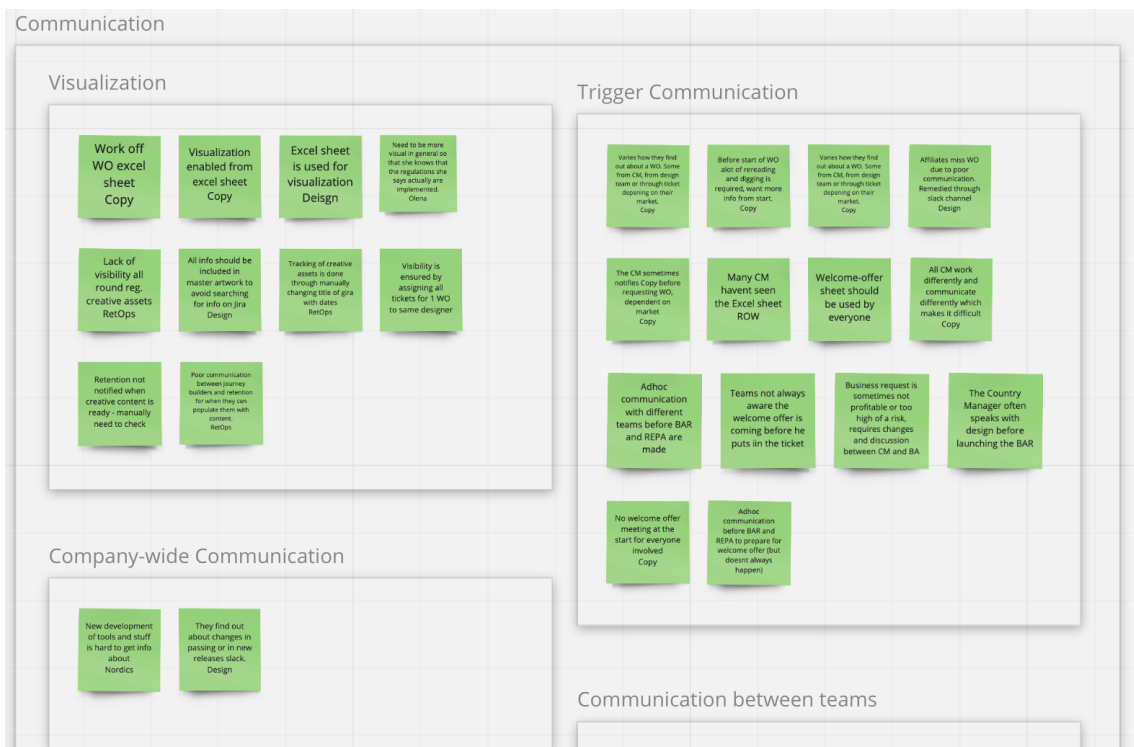 Communication
Visualization
Work off
WO excel
sheet
Copy
Visualization
enabled from
excel sheet
Copy
Excel sheet
is used for
visualization
Deisgn
Need to be more
visual in general so
that she knows that
the regulations she
says actually are
implemented.
Olena
Lack of
visibility all
round reg.
creative assets
RetOps
All info should be
included in
master artwork to
avoid searching
for info on Jira
Design
Tracking of creative
assets is done
through manually
changing title of gira
with dates
RetOps
Visibility is
ensured by
assigning all
tickets for 1 WO
to same designer
Retention not
notified when
creative content is
ready - manually
need to check
Poor communication
between journey
builders and retention
for when they can
populate them with
content.
RetOps
Trigger Communication
Varies how they find
out about a WO. Some
from CM, from design
team or through ticket
depening on their
market.
Copy
Before start of WO
alot of rereading
and digging is
required, want more
info from start.
Copy
Varies how they find
out about a WO. Some
from CM, from design
team or through ticket
depening on their
market.
Copy
Affiliates miss WO
due to poor
communication.
Remedied through
slack channel
Design
The CM sometimes
notifies Copy before
requesting WO,
dependent on
market
Copy
Many CM
havent seen
the Excel sheet
ROW
Welcome-offer
sheet should
be used by
everyone
All CM work
differently and
communicate
differently which
makes it difficult
Copy
Adhoc
communication
with different
teams before BAR
and REPA are
made
Teams not always
aware the
welcome offer is
coming before he
puts iin the ticket
Business request is
sometimes not
profitable or too
high of a risk,
requires changes
and discussion
between CM and BA
The Country
Manager often
speaks with
design before
launching the BAR
No welcome offer
meeting at the
start for everyone
involved
Copy
Adhoc
communication
before BAR and
REPA to prepare for
welcome offer (but
doesnt always
happen)
Company-wide Communication
New development
of tools and stuff
is hard to get info
about
Nordics
They find out
about changes in
passing or in new
releases slack.
Design
Communication between teams